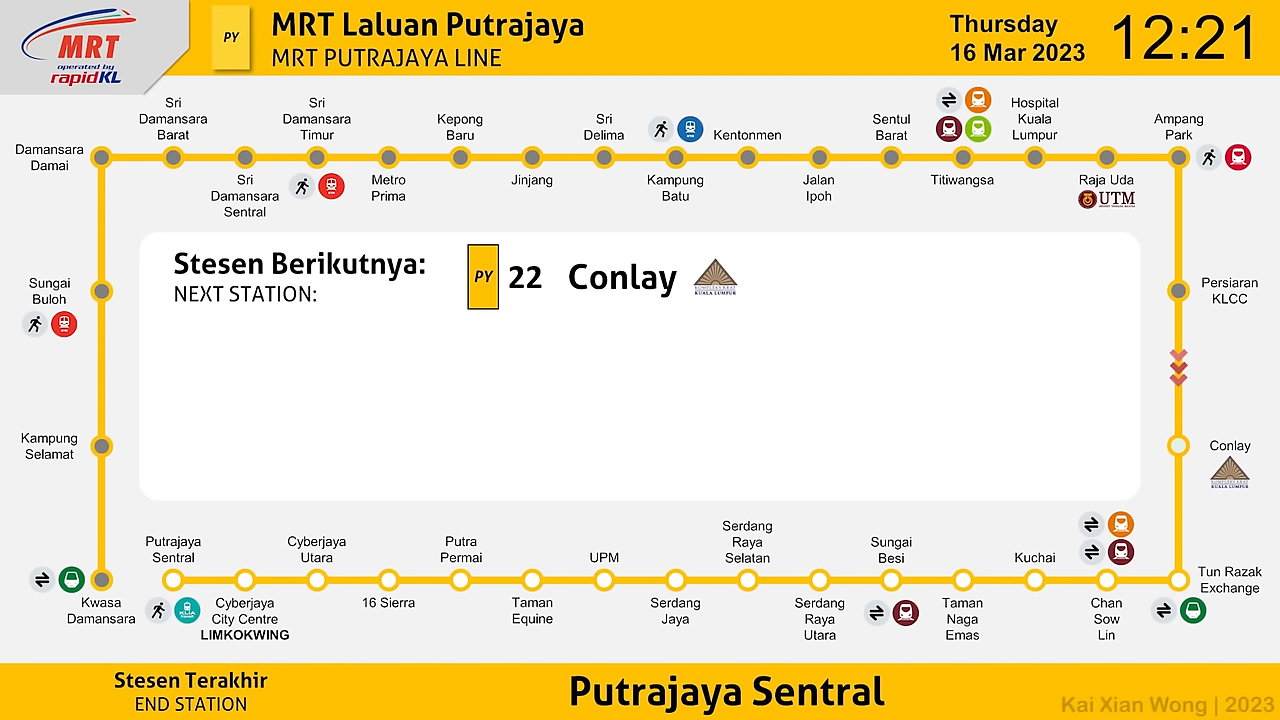 MRT
operated by
rapidKL
PY
MRT Laluan Putrajaya
MRT PUTRAJAYA LINE
Thursday
16 Mar 2023
12:21
Damansara
Damai
Sri
Damansara
Barat
Sri
Damansara
Sentral
Sri
Damansara
Timur
Metro
Prima
Kepong
Baru
Jinjang
Sri
Delima
Kampung
Batu
Kentonmen
Jalan
Ipoh
Sentul
Barat
Titiwangsa
Hospital
Kuala
Lumpur
Raja Uda
UTM
Ampang
Park
Sungai
Buloh
Kampung
Selamat
Kwasa
Damansara
Stesen Berikutnya:
NEXT STATION:
PY
22
Conlay
KUALA LUMPUR
Persiaran
KLCC
Conlay
KUALA LUMPUR
Tun Razak
Exchange
Putrajaya
Sentral
Cyberjaya
City Centre
LIMKOKWING
Cyberjaya
Utara
16 Sierra
Putra
Permai
Taman
Equine
UPM
Serdang
Jaya
Serdang
Raya
Selatan
Serdang
Raya
Utara
Sungai
Besi
Taman
Naga
Emas
Kuchai
Chan
Sow
Lin
Stesen Terakhir
END STATION
Putrajaya Sentral
Kai Xian Wong | 2023